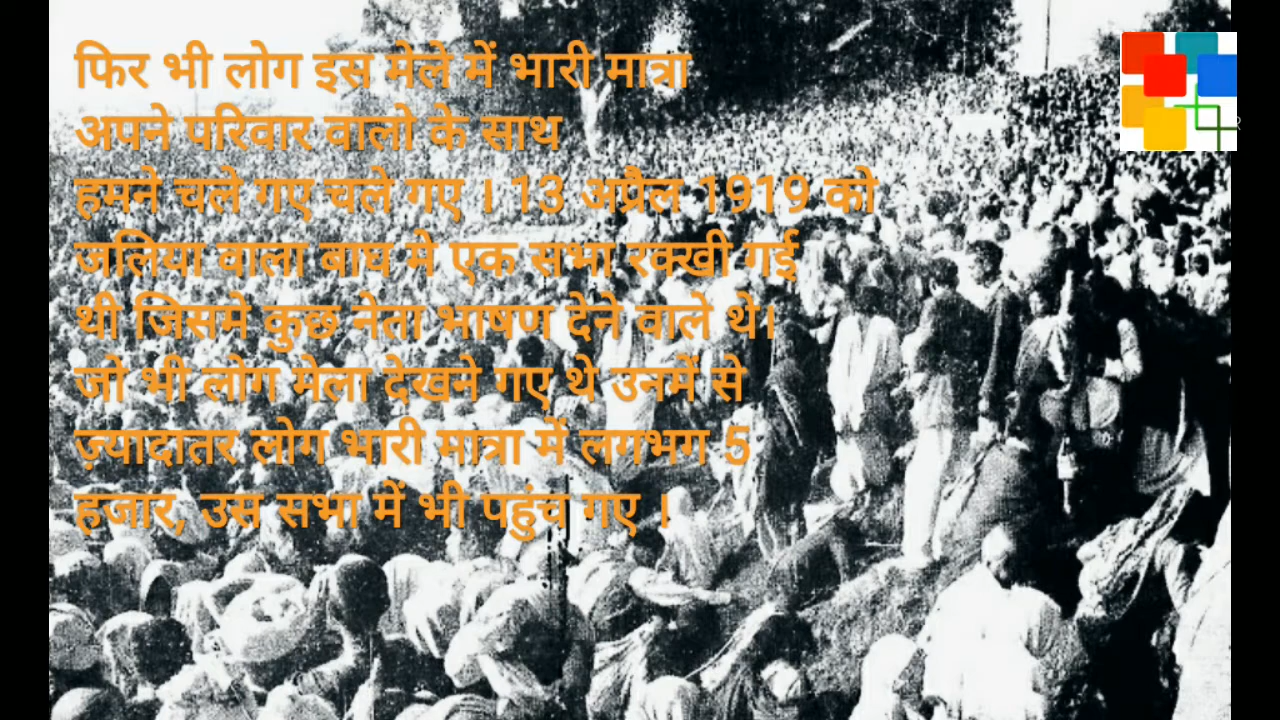 फिर भी लोग इस मेले में भारी मात्रा
अपने परिवार वालो के साथ
हमने चले गए चले गए । 13 अप्रैल 1919 को
जलिया वाला बाघ मे एक सभा रक्खी गई
थी जिसमे कुछ नेता भाषण देने वाले थे।
जो भी लोग मेला देखने गए थे उनमें से
ज़्यादातर लोग भारी मात्रा में लगभग 5
हजार, उस सभा में भी पहुंच गए ।